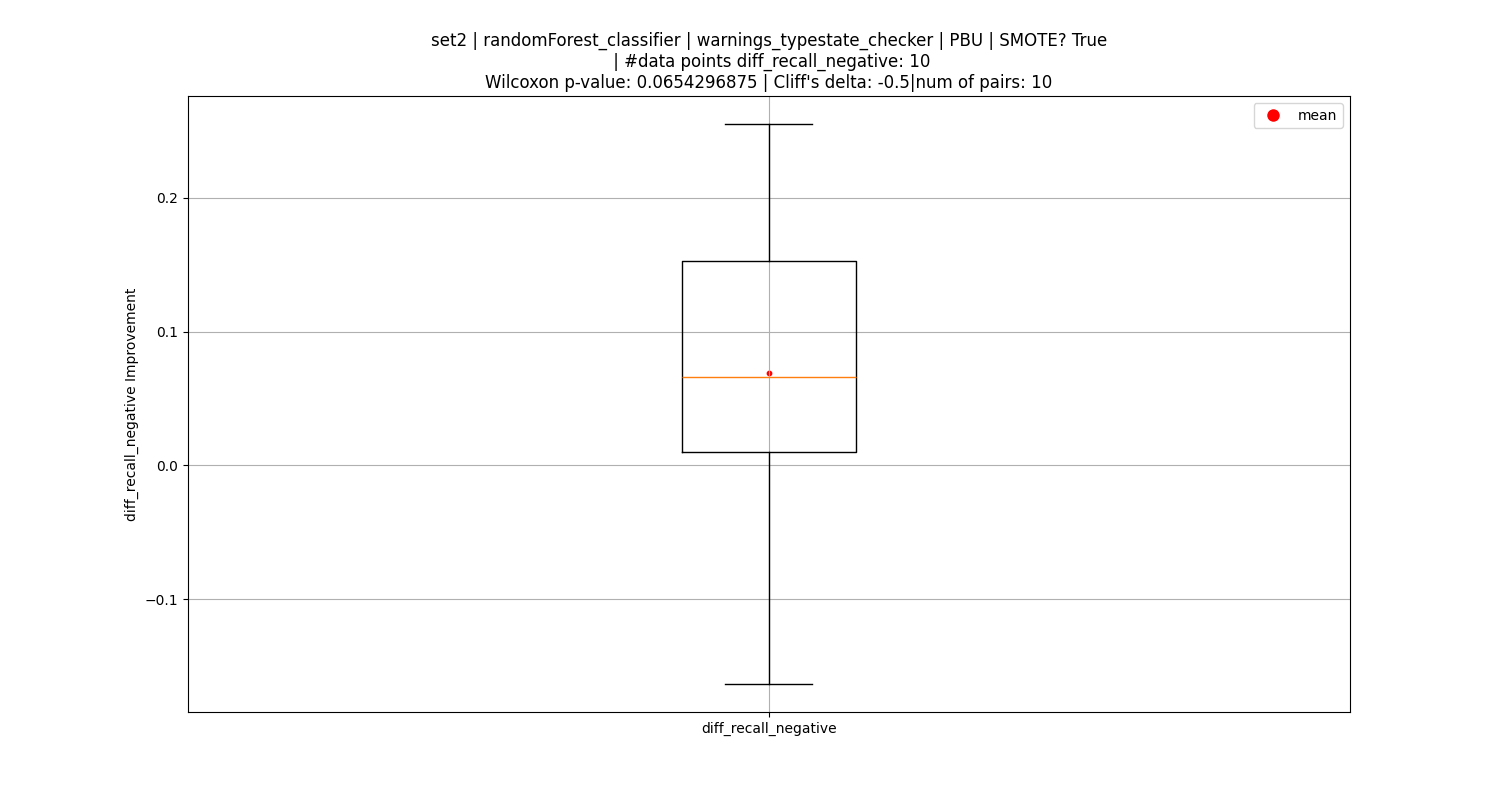 set2 | randomForest_classifier | warnings_typestate_checker | PBU | SMOTE? True
| #data points diff_recall_negative: 10
Wilcoxon p-value: 0.0654296875 | Cliff's delta: -0.5|num of pairs: 10
mean
0.2
0.1
0.0
−0.1
diff_recall_negative Improvement
diff_recall_negative